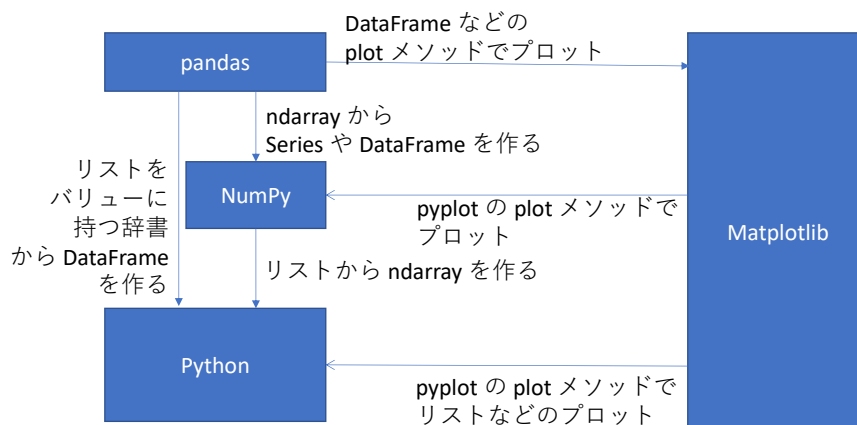 DataFrame などの
plot メソッドでプロット
pandas
ndarray から
Series や DataFrame を作る
リストを
バリューに
持つ辞書
から DataFrame
を作る
NumPy
pyplot の plot メソッドで
プロット
Matplotlib
リストから ndarray を作る
Python
pyplot の plot メソッドで
リストなどのプロット